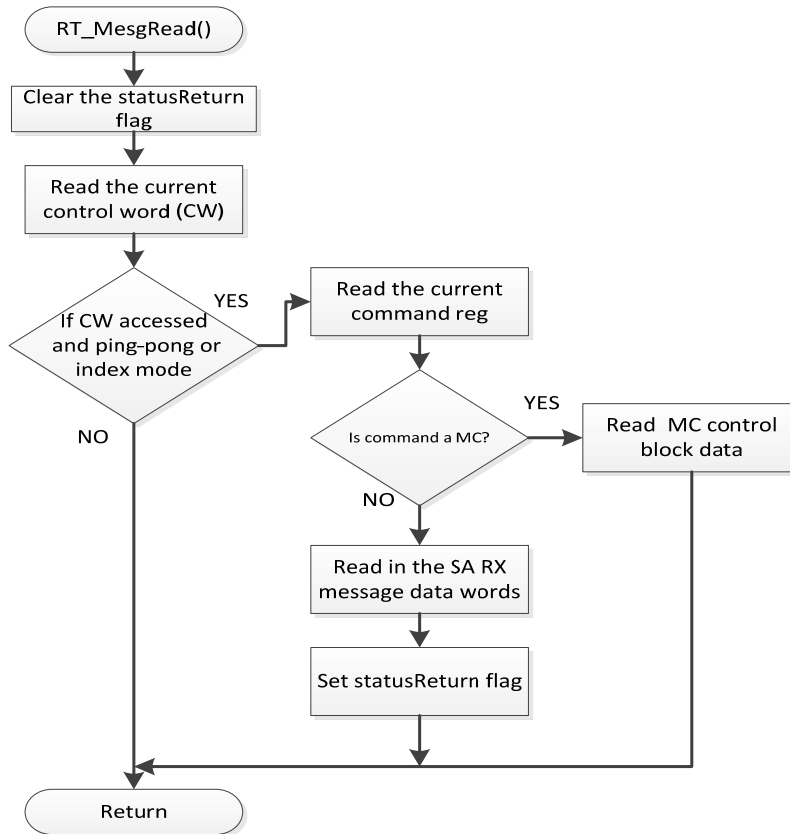 RT_MesgRead()
Clear the statusReturn
flag
Read the current
control word (CW)
If CW accessed
and ping-pong or
index mode
YES
NO
Read the current
command reg
Is command a MC?
YES
NO
Read  MC control
block data
Read in the SA RX
message data words
Set statusReturn flag
Return